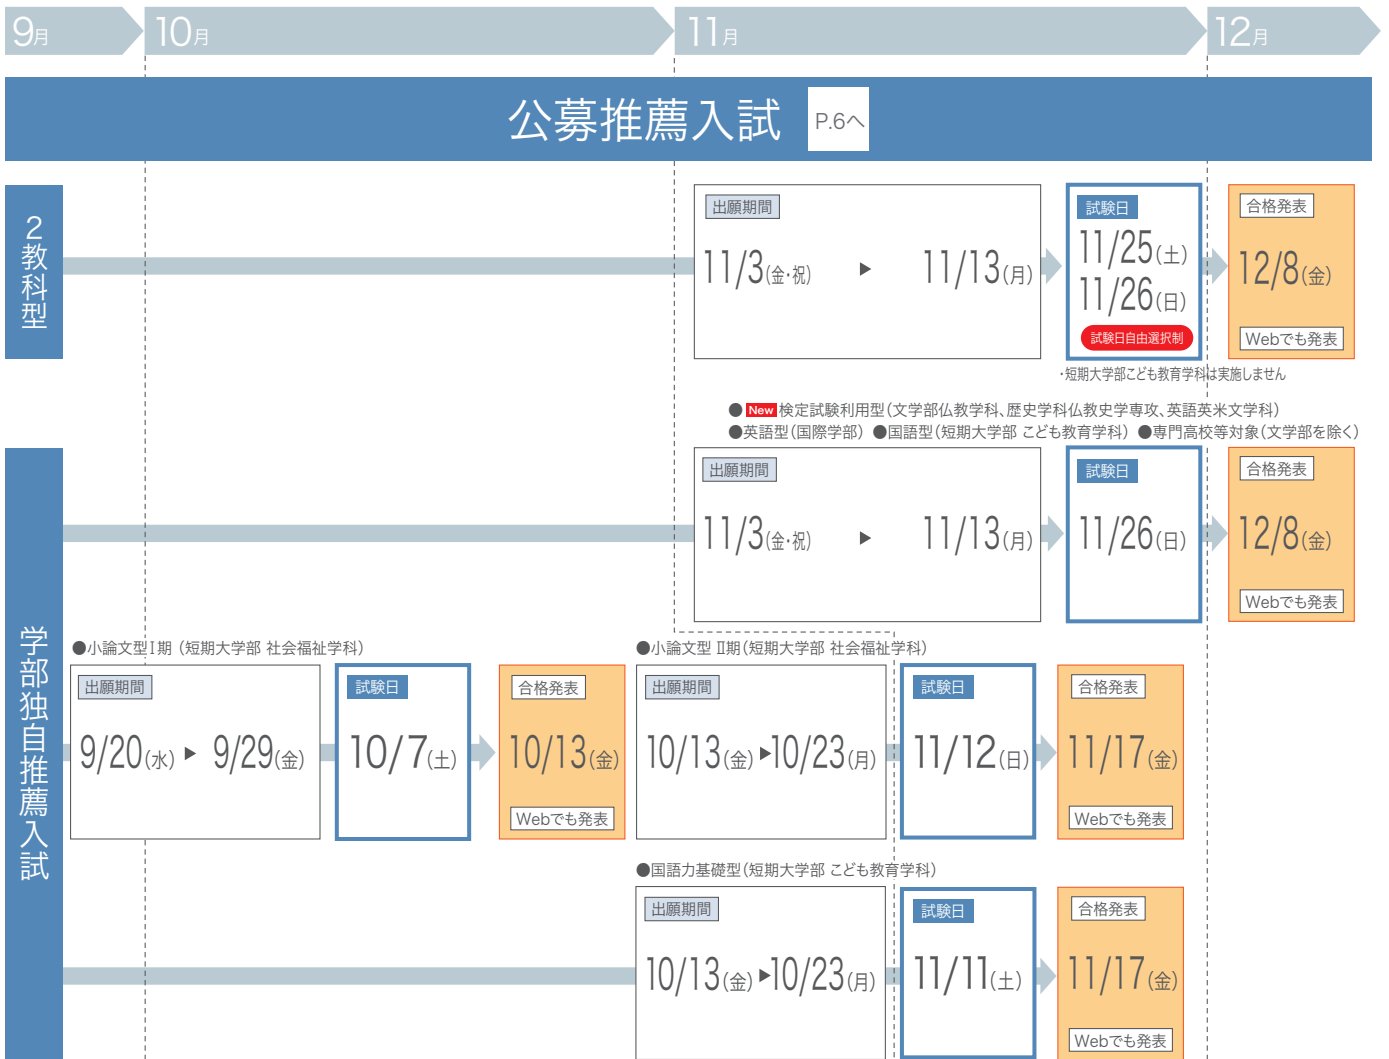 9月
10月
11月
12月
公募推薦入試
P.6へ
2教科型
出願期間
11/3(金・祝) ▶ 11/13(月)
試験日
11/25(土)
11/26(日)
試験日自由選択制
合格発表
12/8(金)
Webでも発表
・短期大学部こども教育学科は実施しません
学部独自推薦入試
●New 検定試験利用型(文学部仏教学科、歴史学科仏教史学専攻、英語英米文学科)
●英語型(国際学部) ●国語型(短期大学部 こども教育学科) ●専門高校等対象(文学部を除く)
出願期間
11/3(金・祝) ▶ 11/13(月)
試験日
11/26(日)
合格発表
12/8(金)
Webでも発表
●小論文型Ⅰ期 (短期大学部 社会福祉学科)
出願期間
9/20(水) ▶ 9/29(金)
試験日
10/7(土)
合格発表
10/13(金)
Webでも発表
●小論文型 Ⅱ期(短期大学部 社会福祉学科)
出願期間
10/13(金)▶10/23(月)
試験日
11/12(日)
合格発表
11/17(金)
Webでも発表
●国語力基礎型(短期大学部 こども教育学科)
出願期間
10/13(金)▶10/23(月)
試験日
11/11(土)
合格発表
11/17(金)
Webでも発表